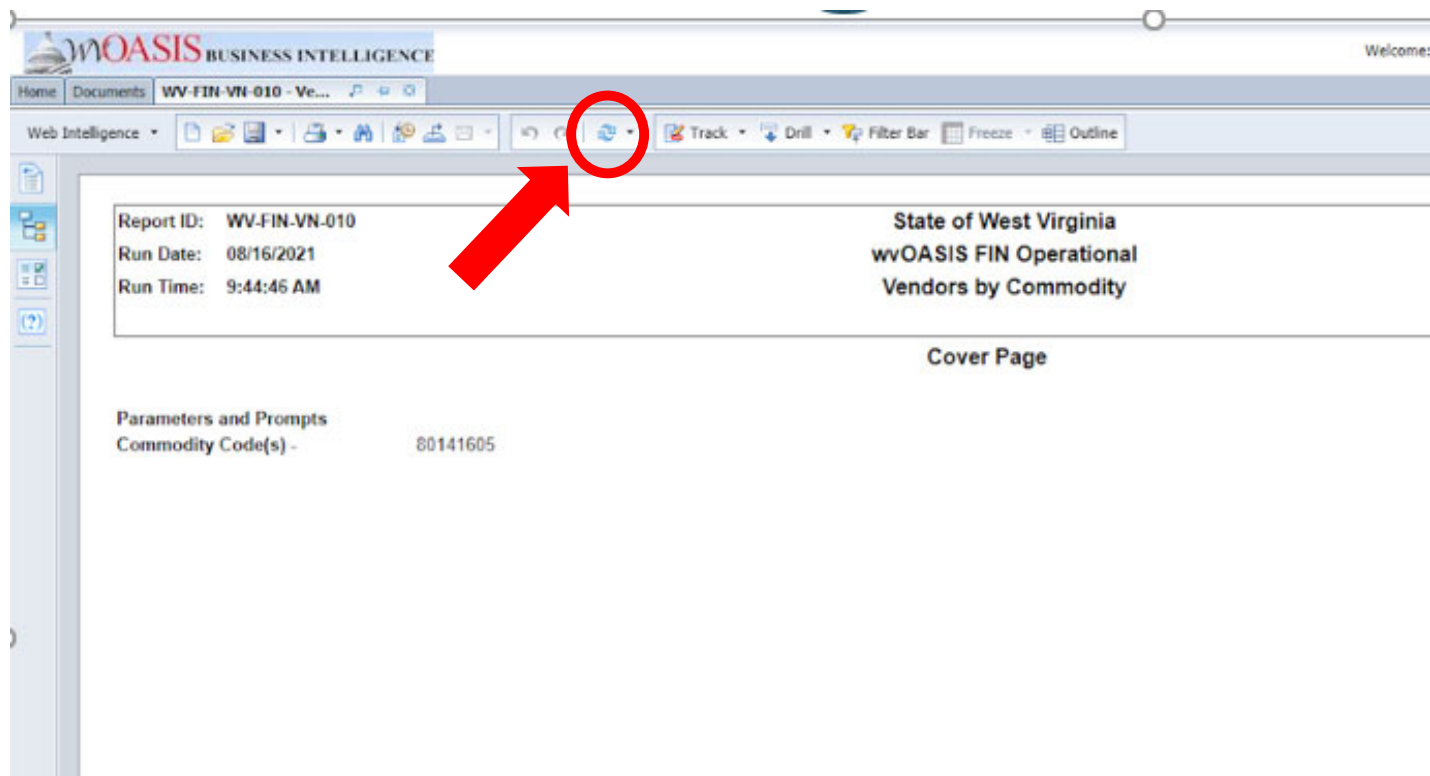 wvOASIS BUSINESS INTELLIGENCE
Welcome:
Home Documents WV-FIN-VN-010 - Ve...
Web Intelligence Track Drill Filter Bar Freeze Outline
Report ID: WV-FIN-VN-010 State of West Virginia
Run Date: 08/16/2021 wvOASIS FIN Operational
Run Time: 9:44:46 AM Vendors by Commodity
Cover Page
Parameters and Prompts
Commodity Code(s) - 80141605